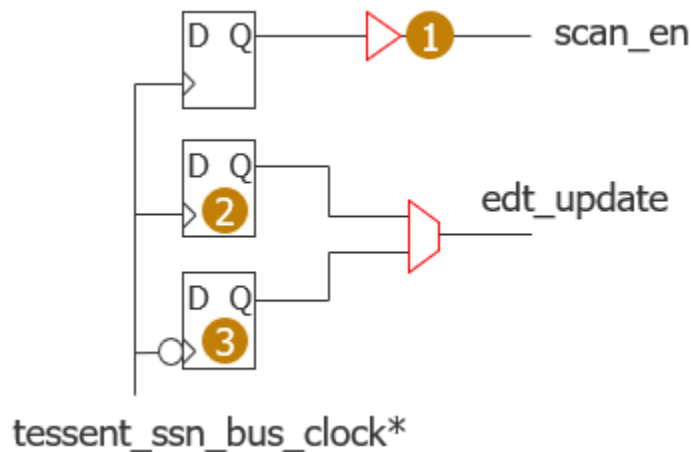 D Q
1
scan_en
D Q
2
edt_update
D Q
3
tessent_ssn_bus_clock*